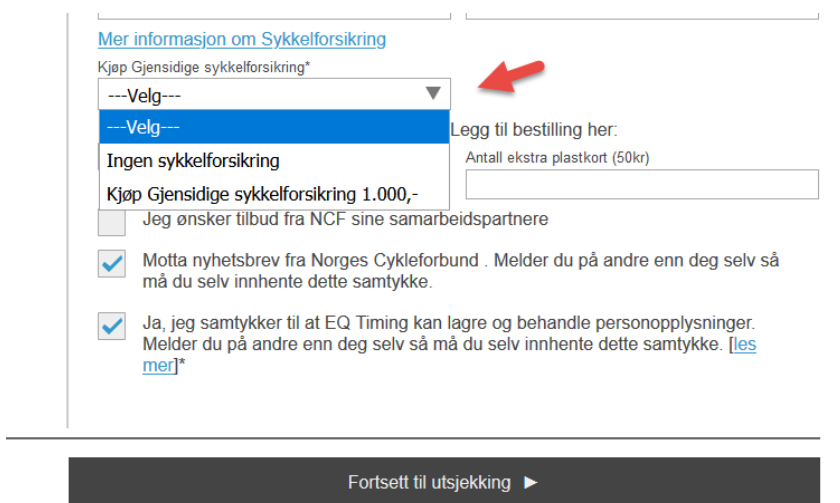 Mer informasjon om Sykkelforsikring
Kjøp Gjensidige sykkelforsikring*
---Velg---
---Velg---
Legg til bestilling her:
Ingen sykkelforsikring
Antall ekstra plastkort (50kr)
Kjøp Gjensidige sykkelforsikring 1.000,-
Jeg ønsker tilbud fra NCF sine samarbeidspartnere
Motta nyhetsbrev fra Norges Cykleforbund . Melder du på andre enn deg selv så
må du selv innhente dette samtykke.
Ja, jeg samtykker til at EQ Timing kan lagre og behandle personopplysninger.
Melder du på andre enn deg selv så må du selv innhente dette samtykke. [les
mer]*
Fortsett til utsjekking ►